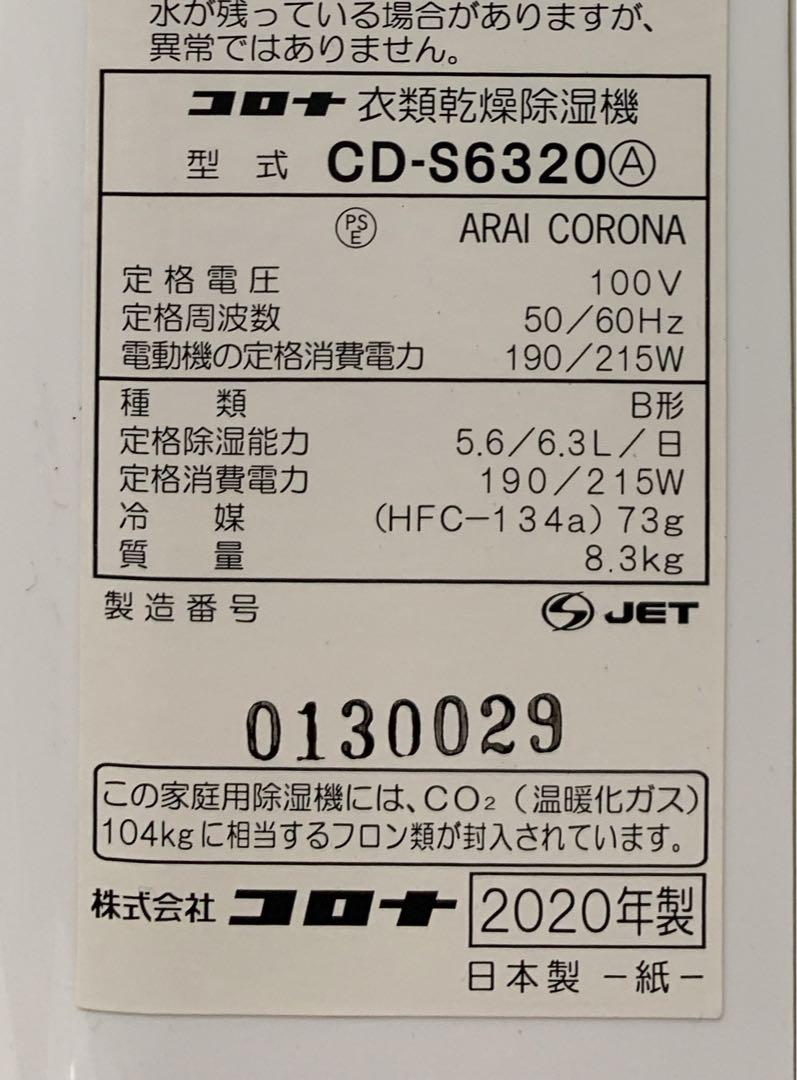 水が残っている場合がありますが、
異常ではありません。
コロナ 衣類乾燥除湿機
型式 CD-S6320Ⓐ
PSE ARAI CORONA
定格電圧 100V
定格周波数 50/60Hz
電動機の定格消費電力 190/215W
種類 B形
定格除湿能力 5.6/6.3L/日
定格消費電力 190/215W
冷媒 (HFC-134a)73g
質量 8.3kg
製造番号 JET
0130029
この家庭用除湿機には、CO₂(温暖化ガス)
104kgに相当するフロン類が封入されています。
株式会社 コロナ 2020年製
日本製 -紙-